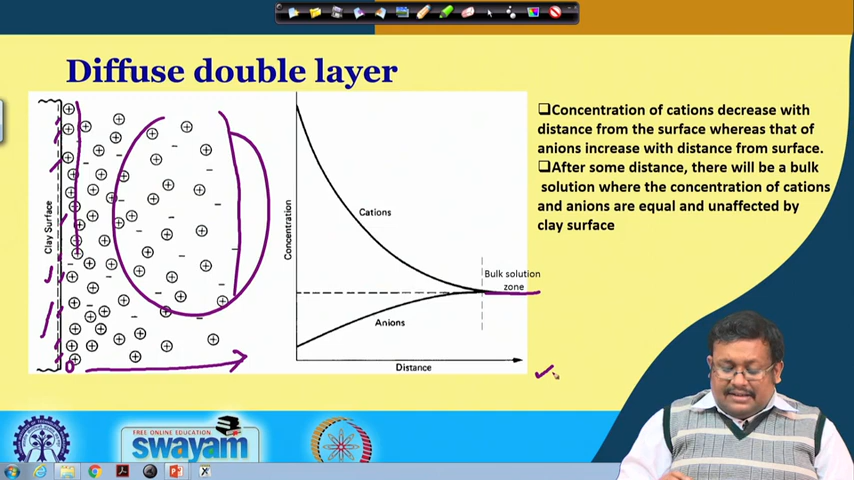 Diffuse double layer
❑Concentration of cations decrease with
distance from the surface whereas that of
anions increase with distance from surface.
❑After some distance, there will be a bulk
solution where the concentration of cations
and anions are equal and unaffected by
clay surface
Clay Surface
Concentration
Cations
Bulk solution
zone
Anions
Distance
0
FREE ONLINE EDUCATION
swayam